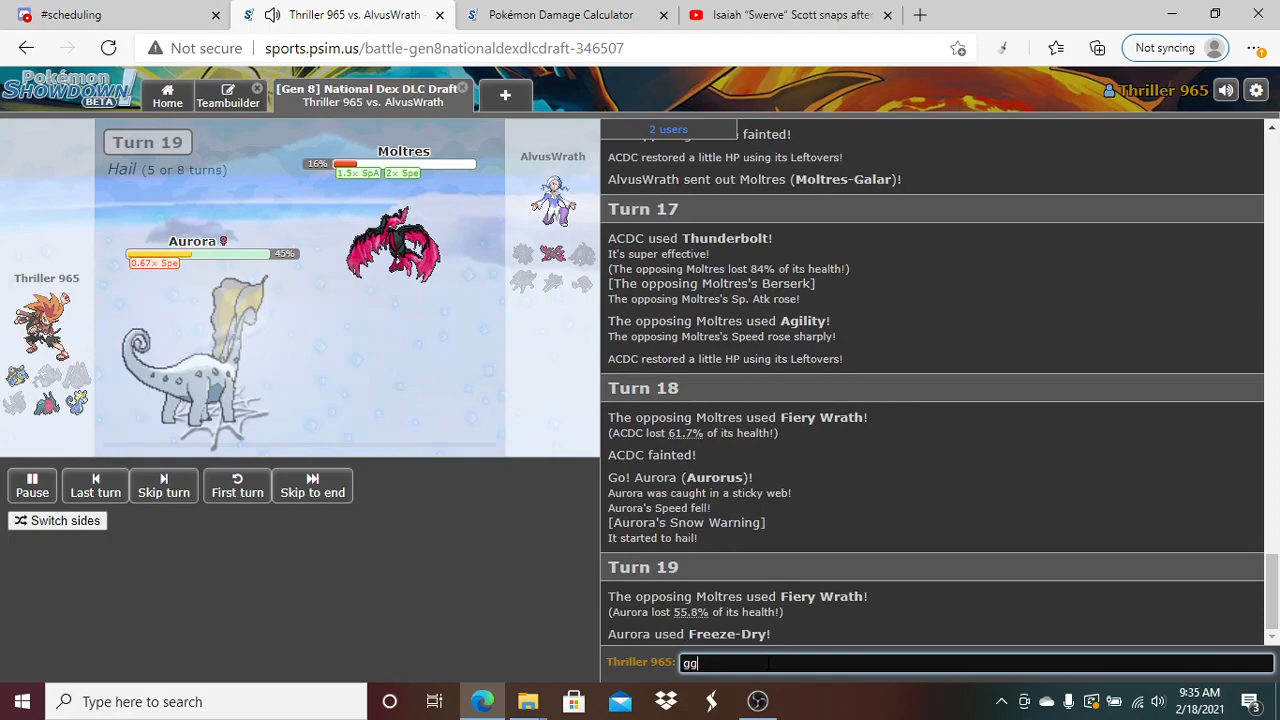 #scheduling
Thriller 965 vs. AlvusWrath -
Pokémon Damage Calculator
Isaiah "Swerve" Scott snaps after
Not secure
sports.psim.us/battle-gen8nationaldexdlcdraft-346507
Not syncing
Pokémon
SHOWDOWN
BETA
Home
Teambuilder
[Gen 8] National Dex DLC Draft
Thriller 965 vs. AlvusWrath
Thriller 965
Turn 19
Hail (5 or 8 turns)
Moltres
16%
1.5× SpA 2× Spe
AlvusWrath
Aurora
45%
0.67× Spe
Thriller 965
Pause
Last turn
Skip turn
First turn
Skip to end
Switch sides
2 users
fainted!
ACDC restored a little HP using its Leftovers!
AlvusWrath sent out Moltres (Moltres-Galar)!
Turn 17
ACDC used Thunderbolt!
It's super effective!
(The opposing Moltres lost 84% of its health!)
[The opposing Moltres's Berserk]
The opposing Moltres's Sp. Atk rose!
The opposing Moltres used Agility!
The opposing Moltres's Speed rose sharply!
ACDC restored a little HP using its Leftovers!
Turn 18
The opposing Moltres used Fiery Wrath!
(ACDC lost 61.7% of its health!)
ACDC fainted!
Go! Aurora (Aurorus)!
Aurora was caught in a sticky web!
Aurora's Speed fell!
[Aurora's Snow Warning]
It started to hail!
Turn 19
The opposing Moltres used Fiery Wrath!
(Aurora lost 55.8% of its health!)
Aurora used Freeze-Dry!
Thriller 965: gg
Type here to search
9:35 AM
2/18/2021
3